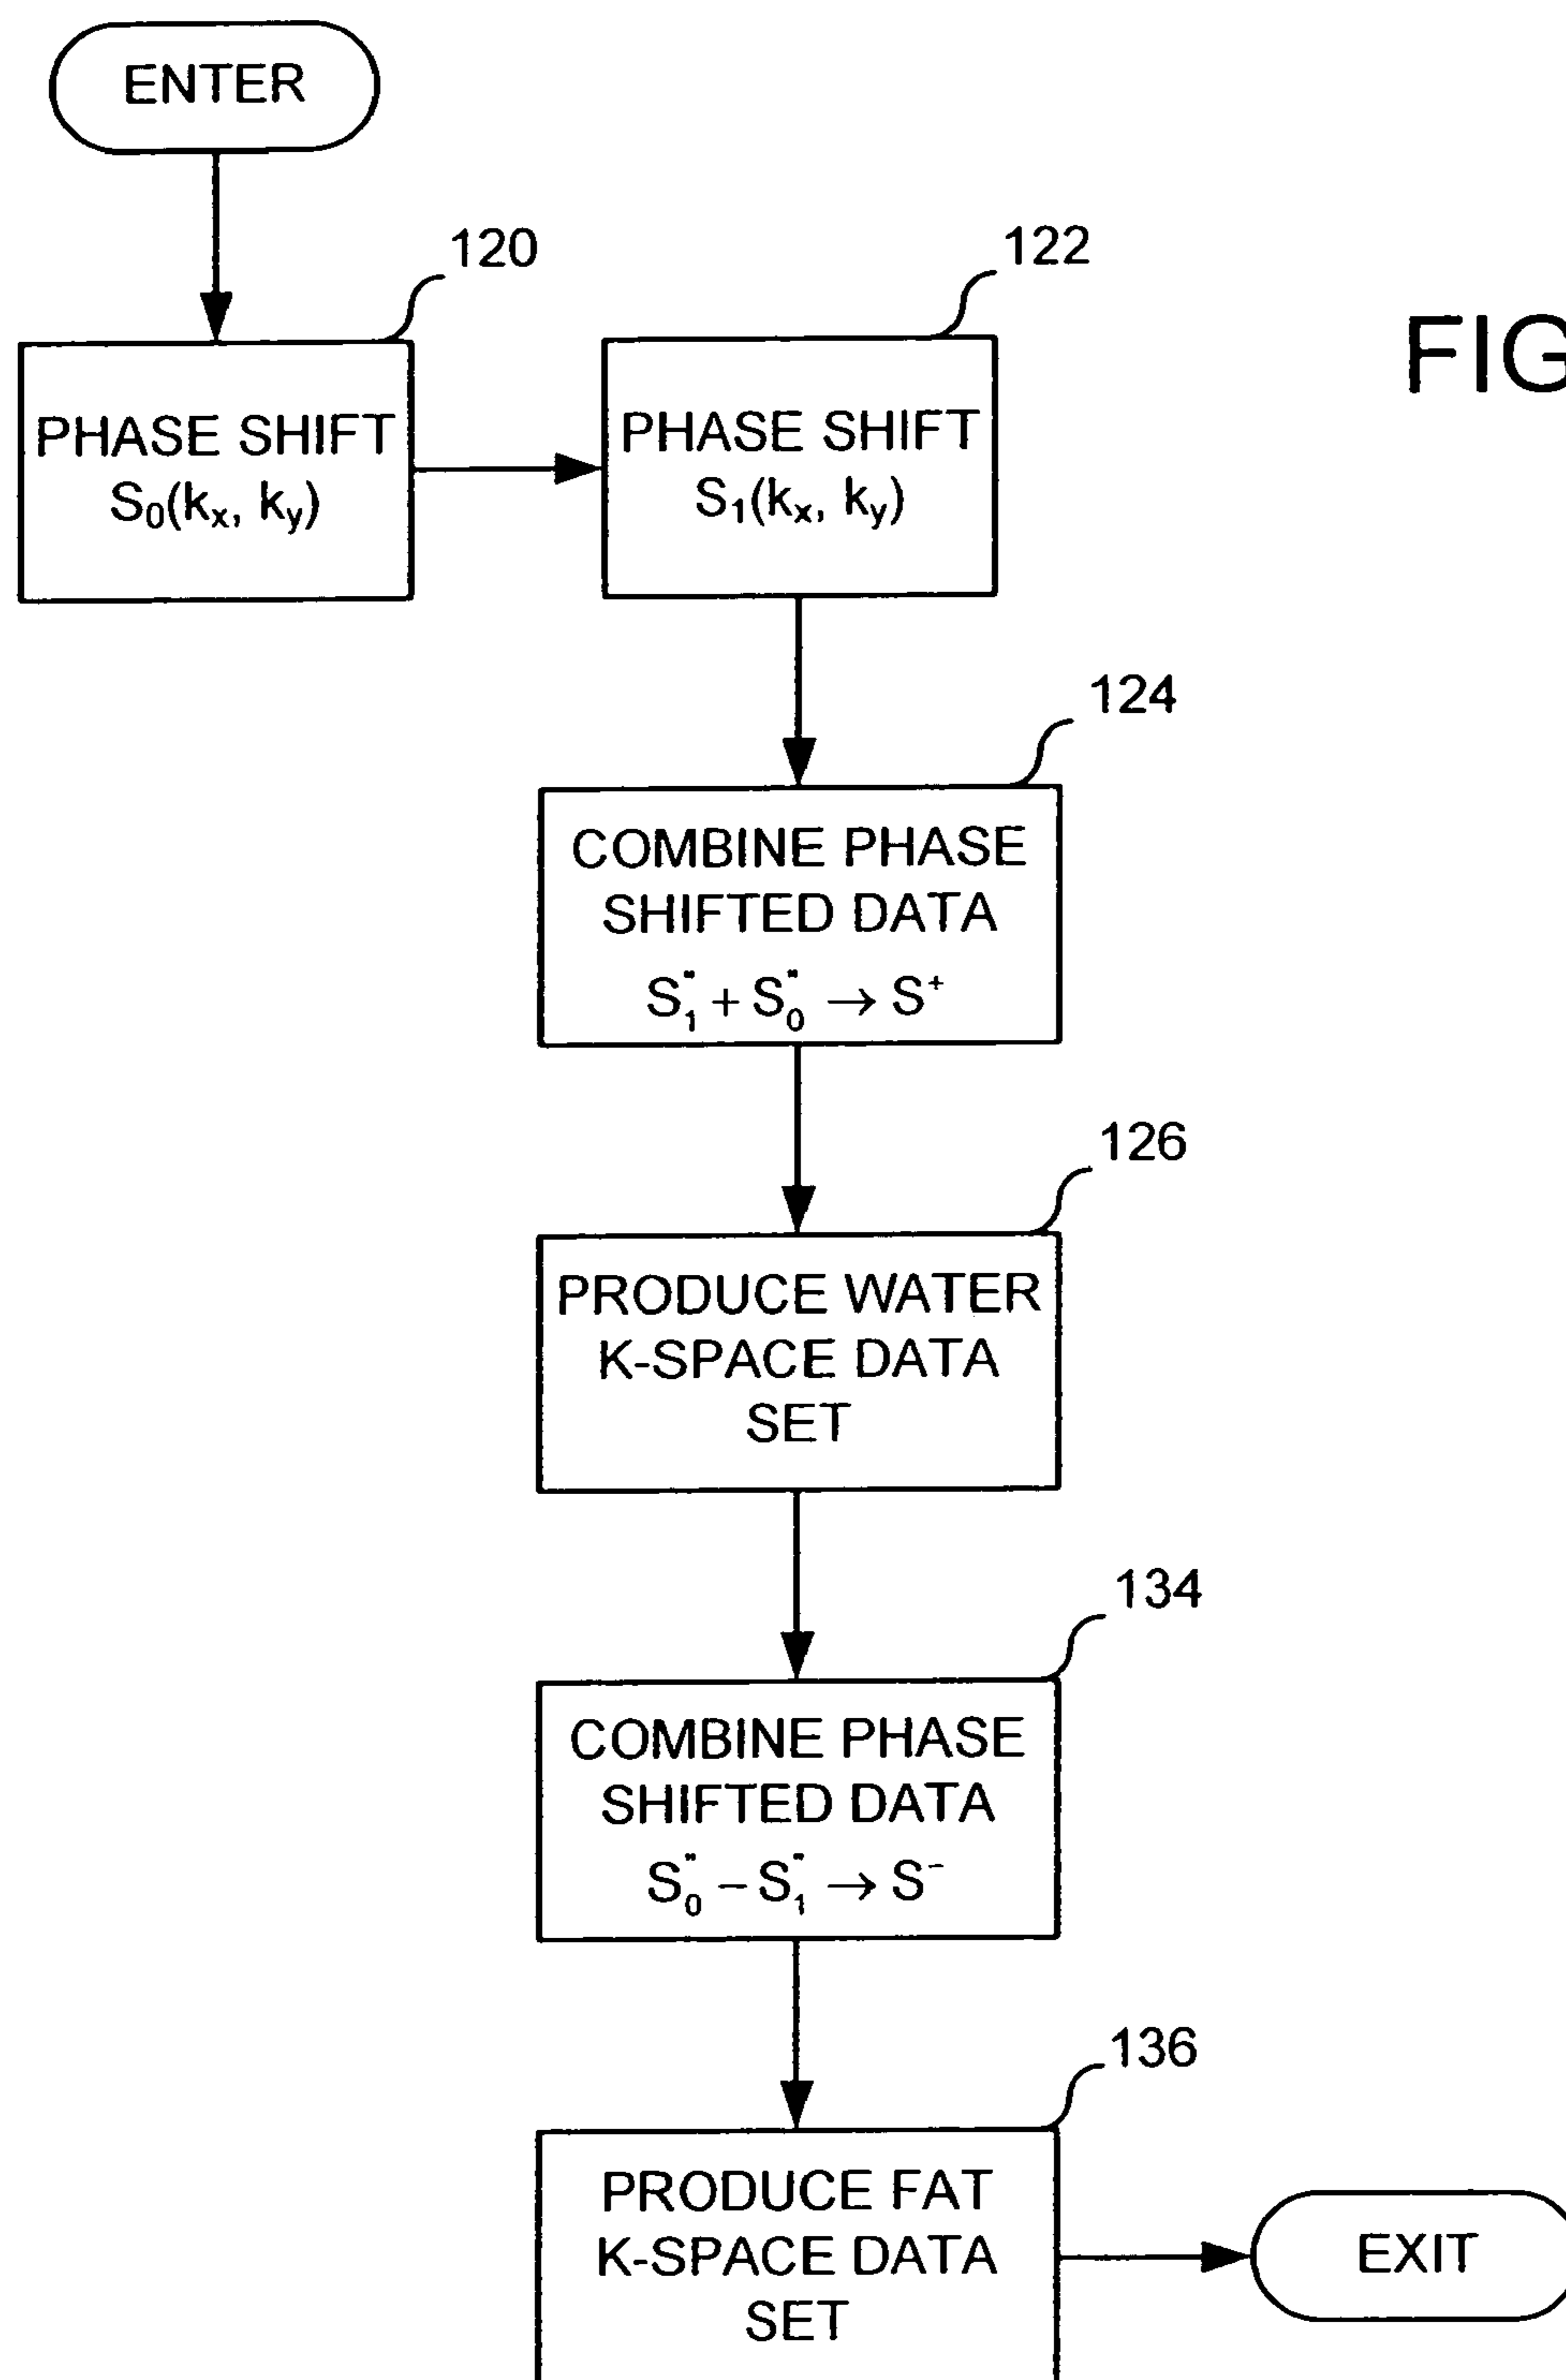 ENTER
120
122
FIG
PHASE SHIFT
S₀(kₓ, k_y)
PHASE SHIFT
S₁(kₓ, k_y)
124
COMBINE PHASE
SHIFTED DATA
S₁" + S₀" → S⁺
126
PRODUCE WATER
K-SPACE DATA
SET
134
COMBINE PHASE
SHIFTED DATA
S₀" − S₁" → S⁻
136
PRODUCE FAT
K-SPACE DATA
SET
EXIT